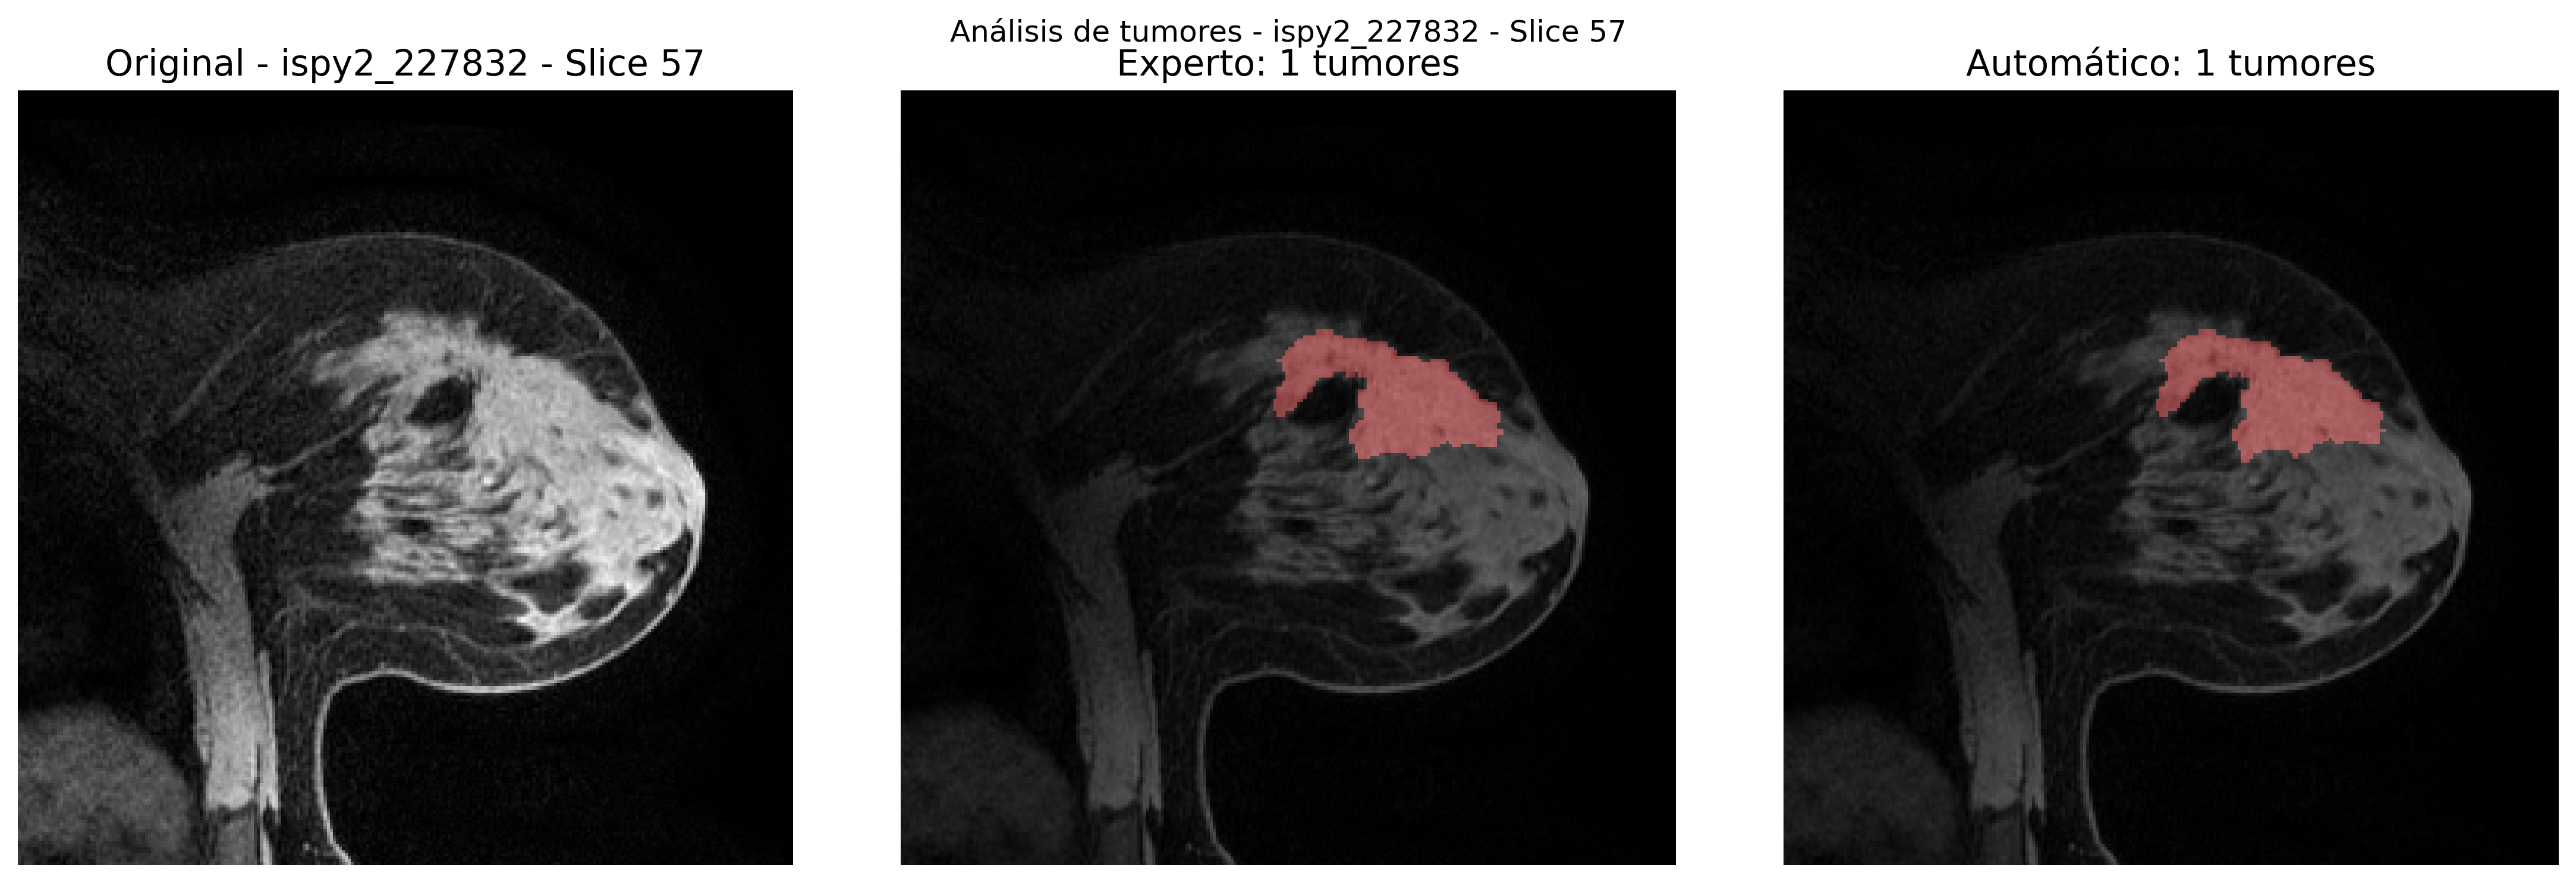 Análisis de tumores - ispy2_227832 - Slice 57
Original - ispy2_227832 - Slice 57
Experto: 1 tumores
Automático: 1 tumores